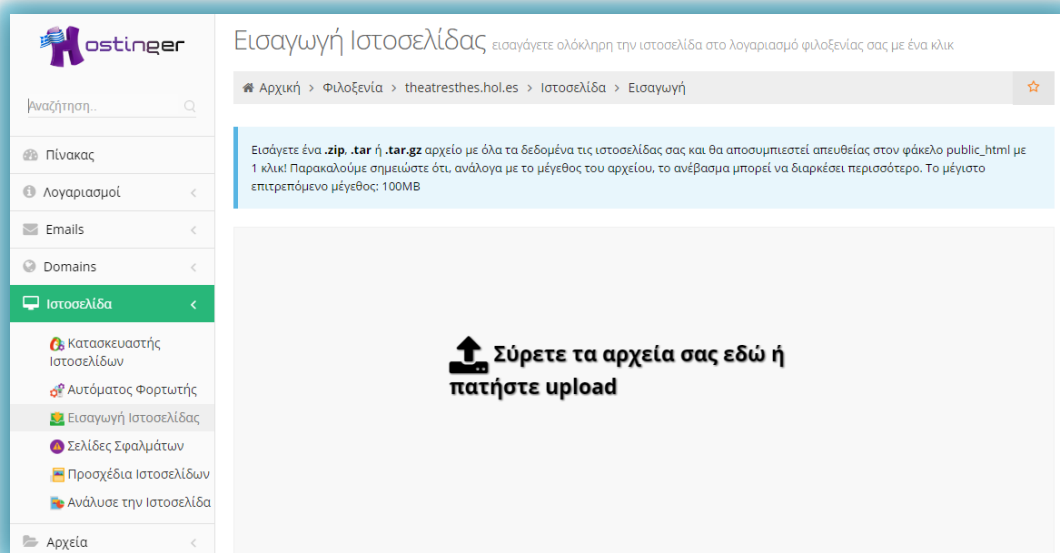 Hostinger
Εισαγωγή Ιστοσελίδας εισαγάγετε ολόκληρη την ιστοσελίδα στο λογαριασμό φιλοξενίας σας με ένα κλικ
Αρχική > Φιλοξενία > theatresthes.hol.es > Ιστοσελίδα > Εισαγωγή
Αναζήτηση..
Πίνακας
Λογαριασμοί
Emails
Domains
Ιστοσελίδα
Κατασκευαστής
Ιστοσελίδων
Αυτόματος Φορτωτής
Εισαγωγή Ιστοσελίδας
Σελίδες Σφαλμάτων
Προσχέδια Ιστοσελίδων
Ανάλυσε την Ιστοσελίδα
Αρχεία
Εισάγετε ένα .zip, .tar ή .tar.gz αρχείο με όλα τα δεδομένα τις ιστοσελίδας σας και θα αποσυμπιεστεί απευθείας στον φάκελο public_html με
1 κλικ! Παρακαλούμε σημειώστε ότι, ανάλογα με το μέγεθος του αρχείου, το ανέβασμα μπορεί να διαρκέσει περισσότερο. Το μέγιστο
επιτρεπόμενο μέγεθος: 100MB
Σύρετε τα αρχεία σας εδώ ή
πατήστε upload